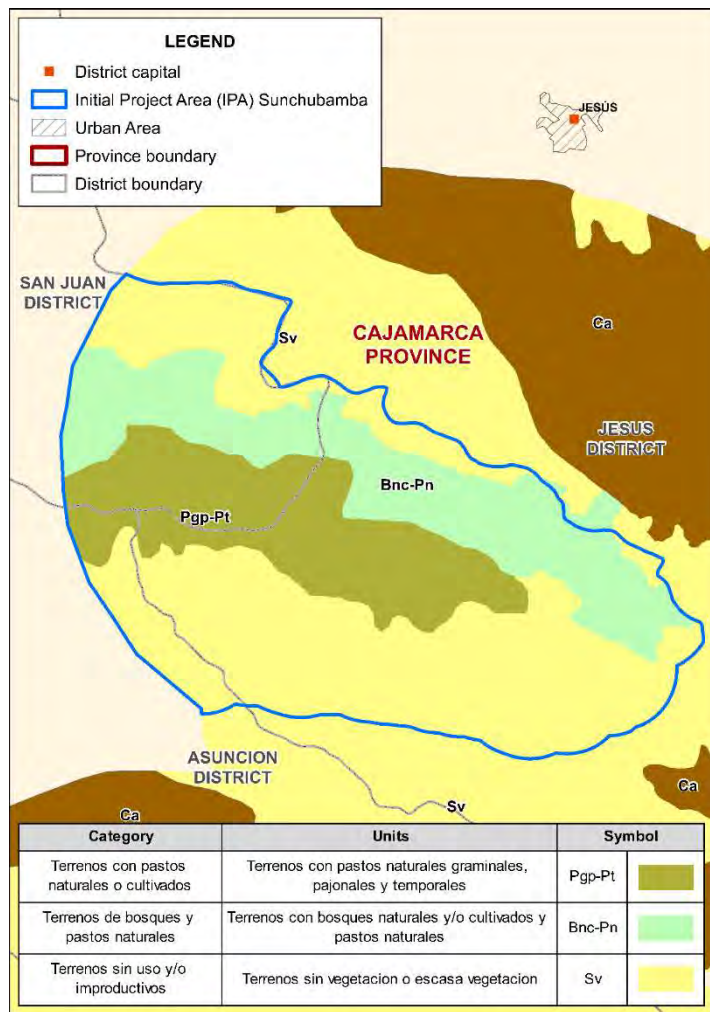 LEGEND
District capital
Initial Project Area (IPA) Sunchubamba
Urban Area
Province boundary
District boundary
JESÚS
SAN JUAN
DISTRICT
Sv
CAJAMARCA
PROVINCE
Ca
JESUS
DISTRICT
Bnc-Pn
Pgp-Pt
ASUNCION
DISTRICT
Ca
Ca
Sv
Category Units Symbol
Terrenos con pastos
naturales o cultivados
Terrenos con pastos naturales graminales,
pajonales y temporales
Pgp-Pt
Terrenos de bosques y
pastos naturales
Terrenos con bosques naturales y/o cultivados y
pastos naturales
Bnc-Pn
Terrenos sin uso y/o
improductivos
Terrenos sin vegetacion o escasa vegetacion
Sv